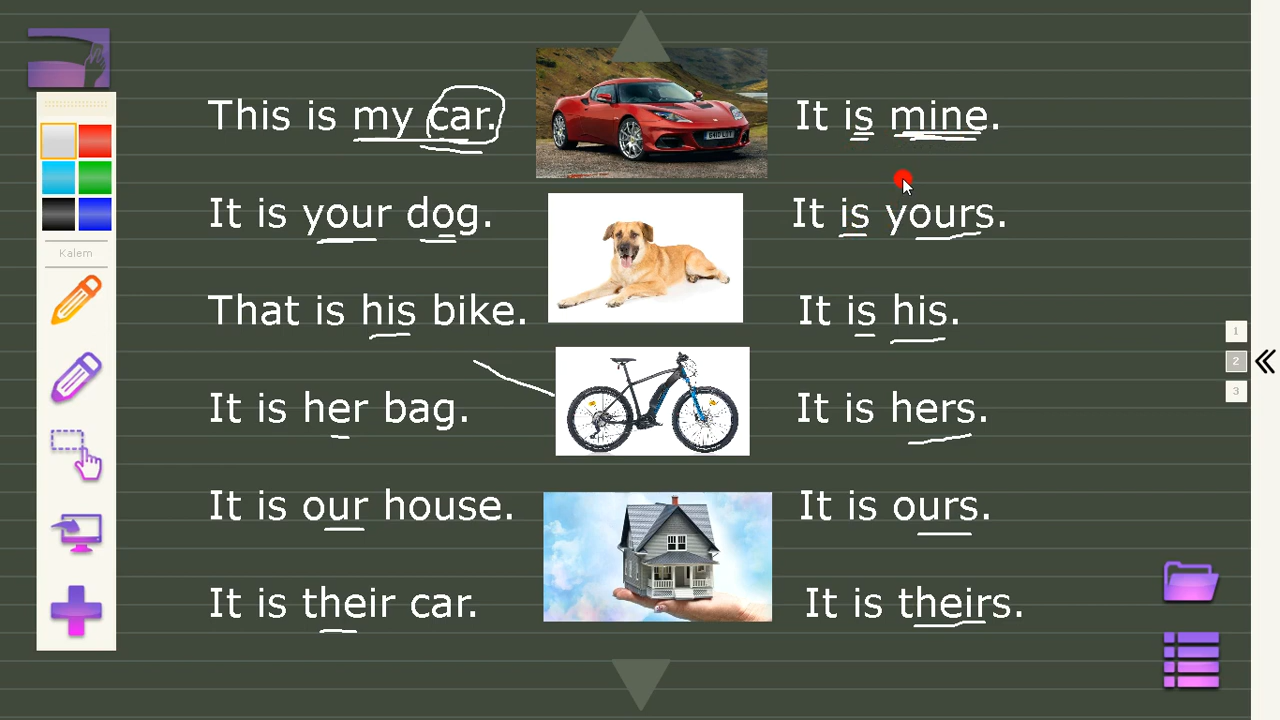 This is my car. It is mine.
It is your dog. It is yours.
That is his bike. It is his.
It is her bag. It is hers.
It is our house. It is ours.
It is their car. It is theirs.
Kalem
1
2
3